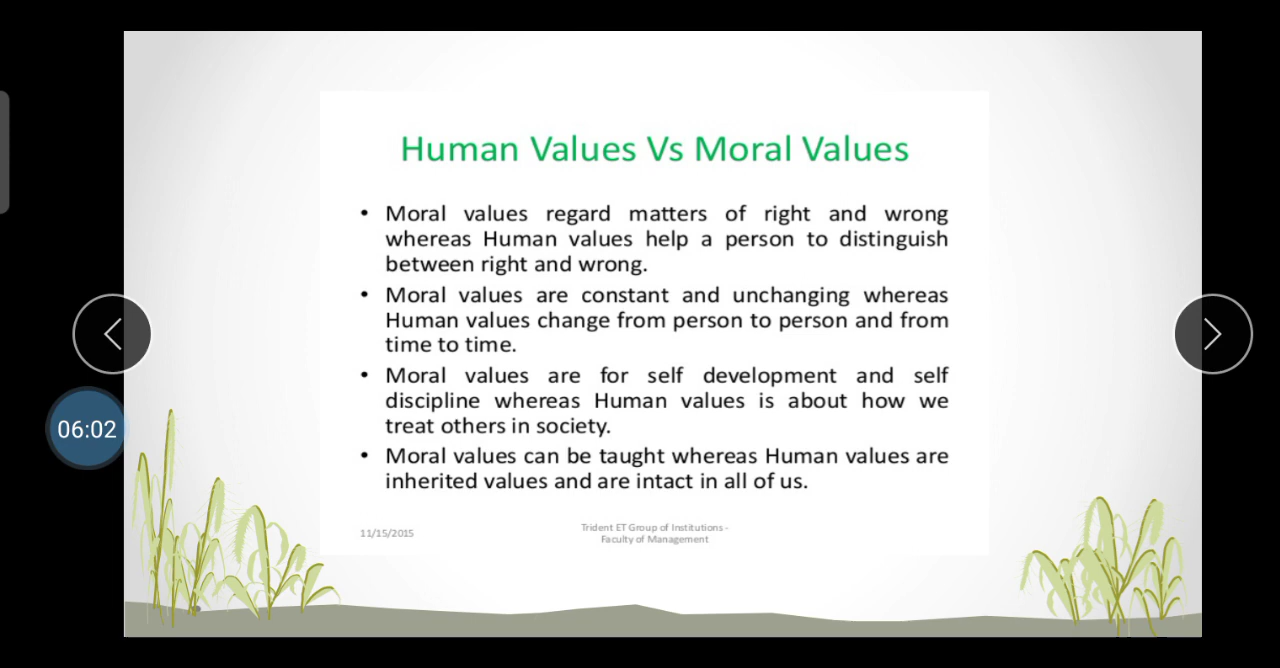 Human Values Vs Moral Values
• Moral values regard matters of right and wrong
whereas Human values help a person to distinguish
between right and wrong.
• Moral values are constant and unchanging whereas
Human values change from person to person and from
time to time.
• Moral values are for self development and self
discipline whereas Human values is about how we
treat others in society.
• Moral values can be taught whereas Human values are
inherited values and are intact in all of us.
06:02
11/15/2015
Trident ET Group of Institutions -
Faculty of Management